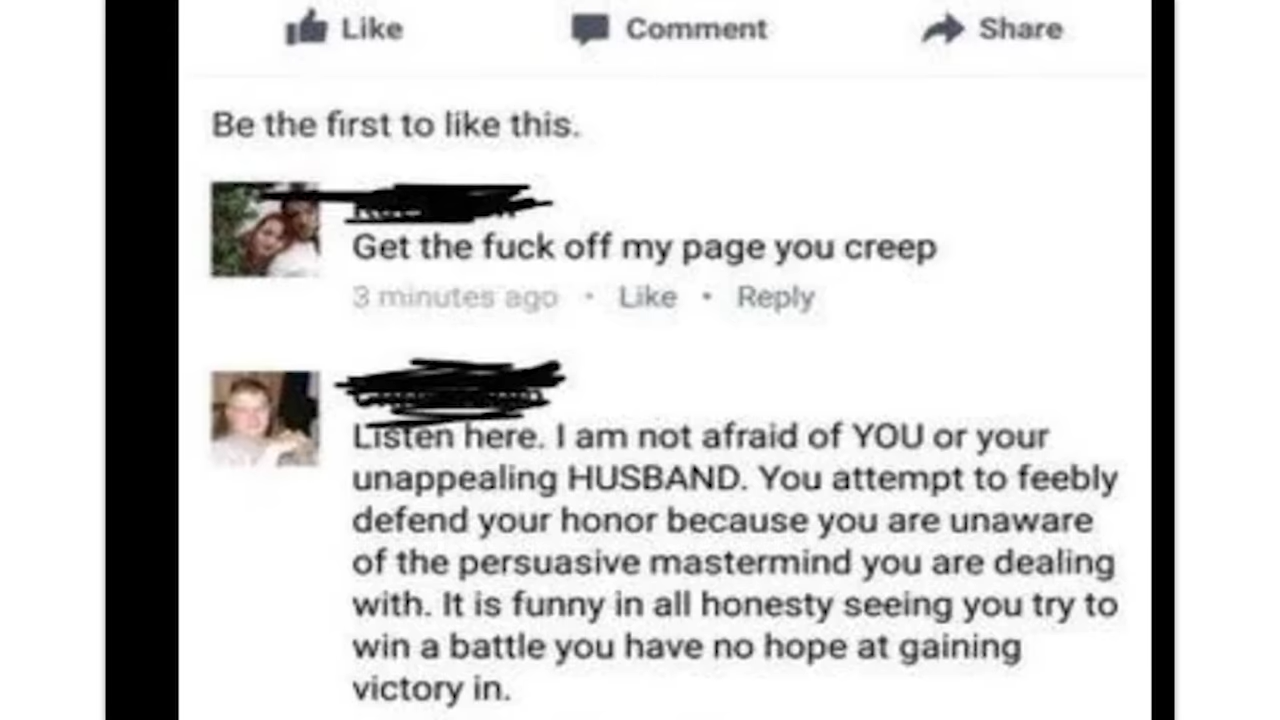 Like Comment Share
Be the first to like this.
Get the fuck off my page you creep
3 minutes ago · Like · Reply
Listen here. I am not afraid of YOU or your
unappealing HUSBAND. You attempt to feebly
defend your honor because you are unaware
of the persuasive mastermind you are dealing
with. It is funny in all honesty seeing you try to
win a battle you have no hope at gaining
victory in.